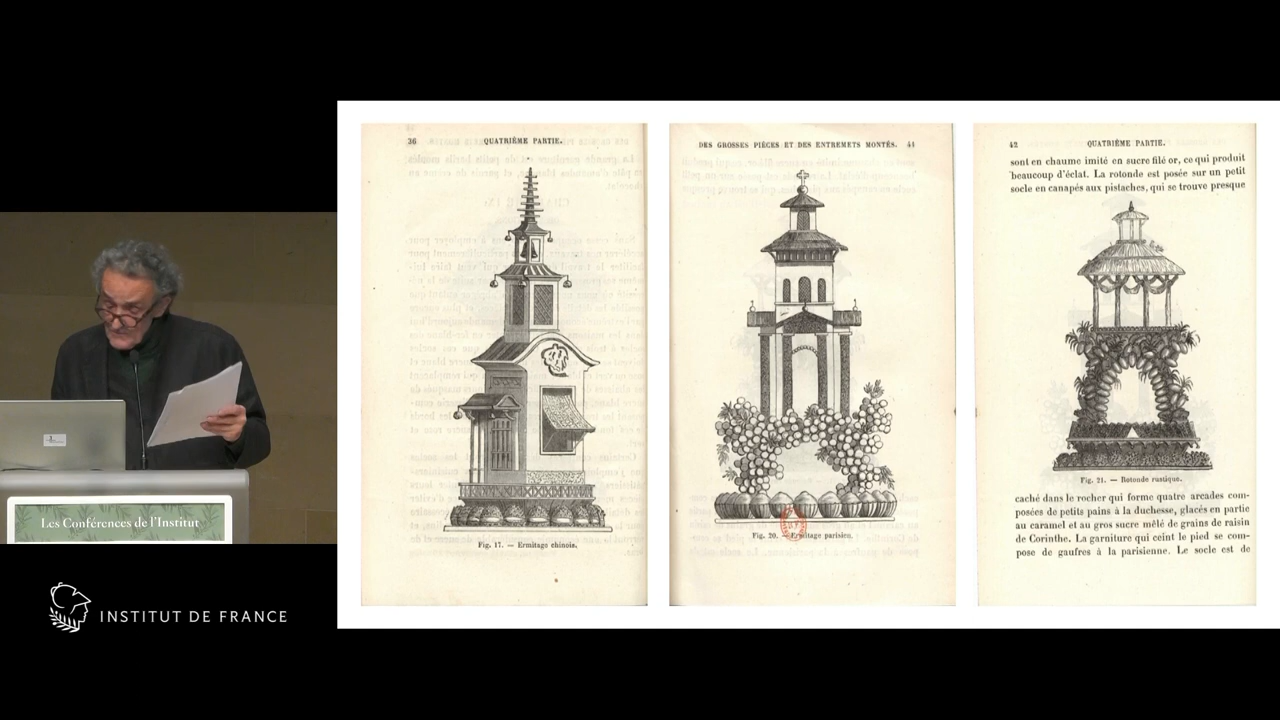 Les Conférences de l'Institut
INSTITUT DE FRANCE
36 QUATRIÈME PARTIE.
Fig. 17. — Ermitage chinois.
DES GROSSES PIÈCES ET DES ENTREMETS MONTÉS. 41
Fig. 20. — Ermitage parisien.
42 QUATRIÈME PARTIE.
sont en chaume imité en sucre filé or, ce qui produit
beaucoup d'éclat. La rotonde est posée sur un petit
socle en canapés aux pistaches, qui se trouve presque
Fig. 21. — Rotonde rustique.
caché dans le rocher qui forme quatre arcades com-
posées de petits pains à la duchesse, glacés en partie
au caramel et au gros sucre mêlé de grains de raisin
de Corinthe. La garniture qui ceint le pied se com-
pose de gaufres à la parisienne. Le socle est de